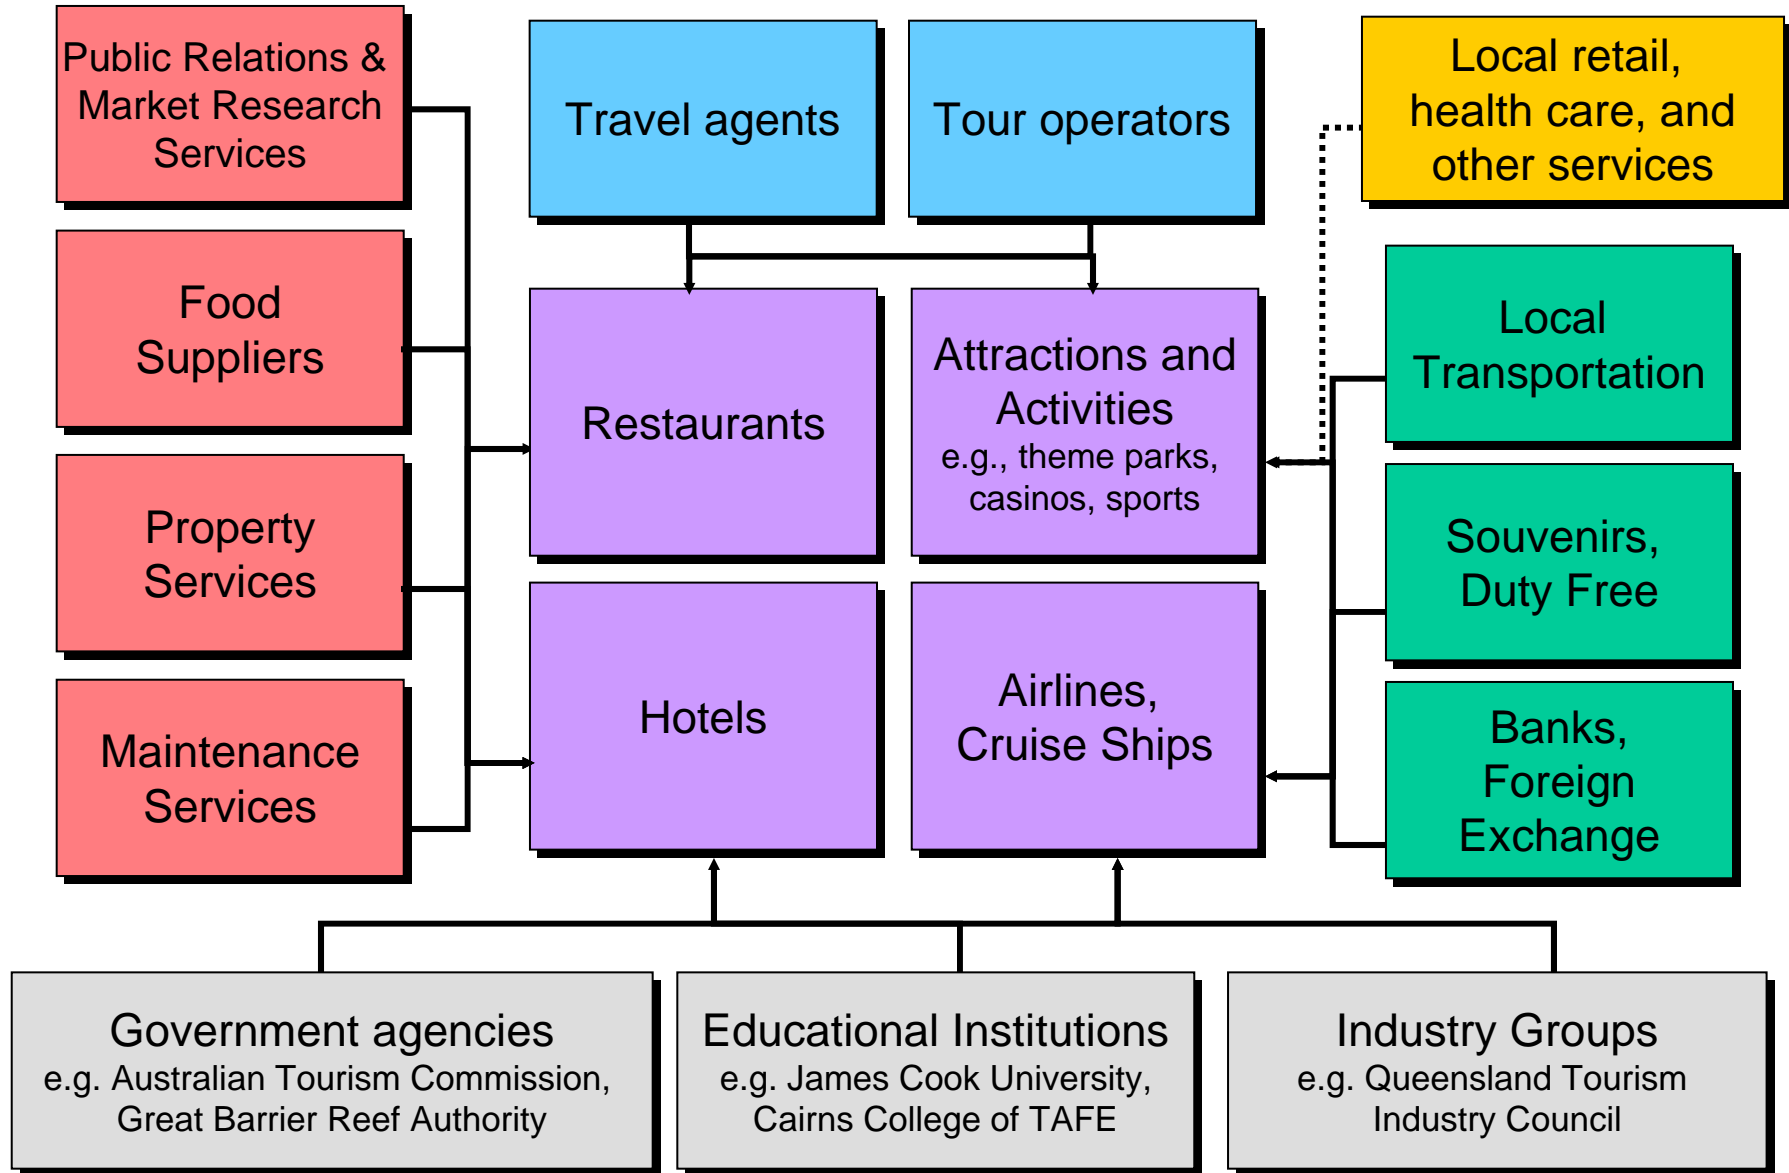 Public Relations &
Market Research
Services
Travel agents
Tour operators
Local retail,
health care, and
other services
Food
Suppliers
Restaurants
Attractions and
Activities
e.g., theme parks,
casinos, sports
Local
Transportation
Property
Services
Souvenirs,
Duty Free
Maintenance
Services
Hotels
Airlines,
Cruise Ships
Banks,
Foreign
Exchange
Government agencies
e.g. Australian Tourism Commission,
Great Barrier Reef Authority
Educational Institutions
e.g. James Cook University,
Cairns College of TAFE
Industry Groups
e.g. Queensland Tourism
Industry Council